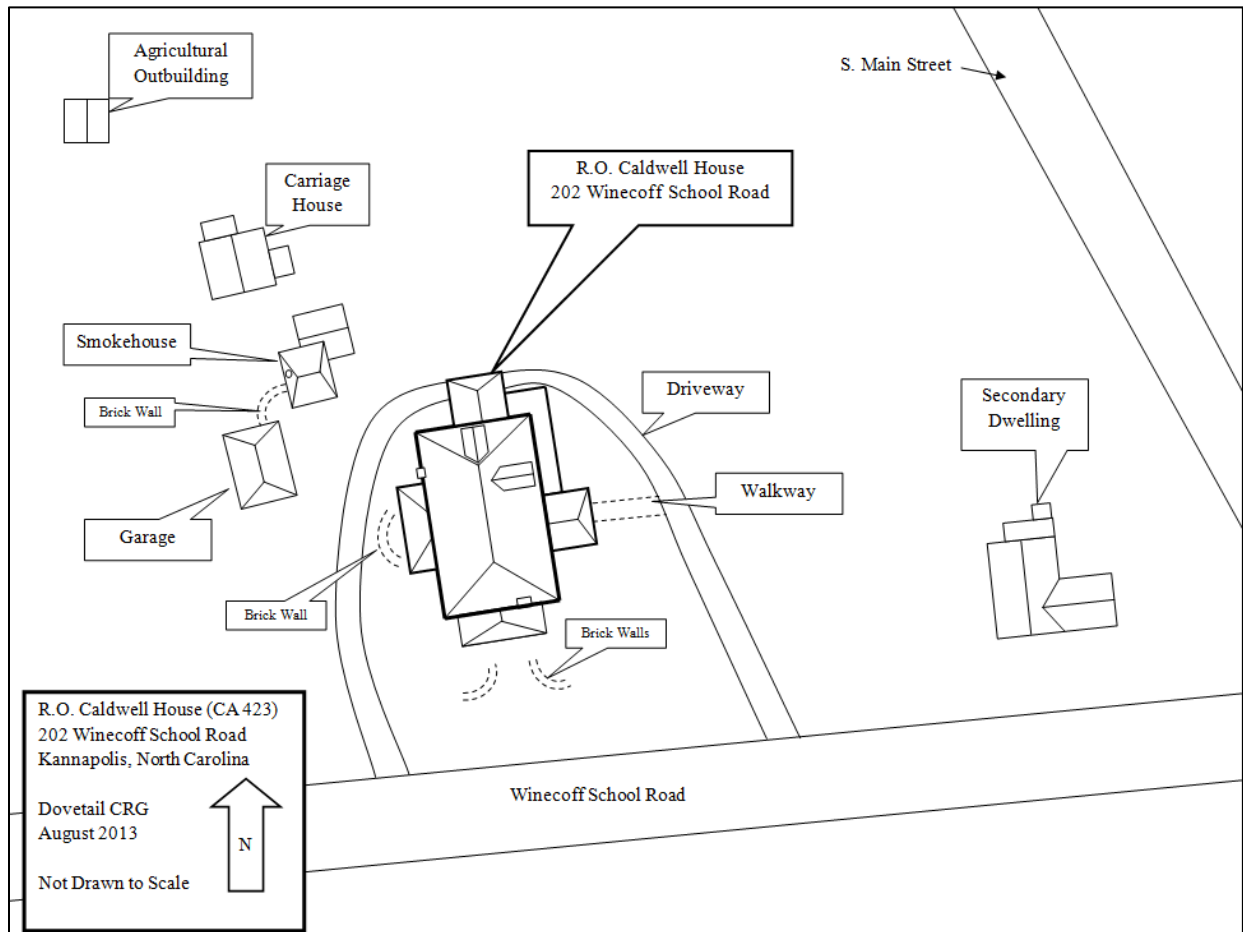 Agricultural
Outbuilding
S. Main Street
R.O. Caldwell House
202 Winecoff School Road
Carriage
House
Smokehouse
Brick Wall
Driveway
Secondary
Dwelling
Walkway
Garage
Brick Wall
Brick Walls
R.O. Caldwell House (CA 423)
202 Winecoff School Road
Kannapolis, North Carolina
Dovetail CRG
August 2013
N
Not Drawn to Scale
Winecoff School Road